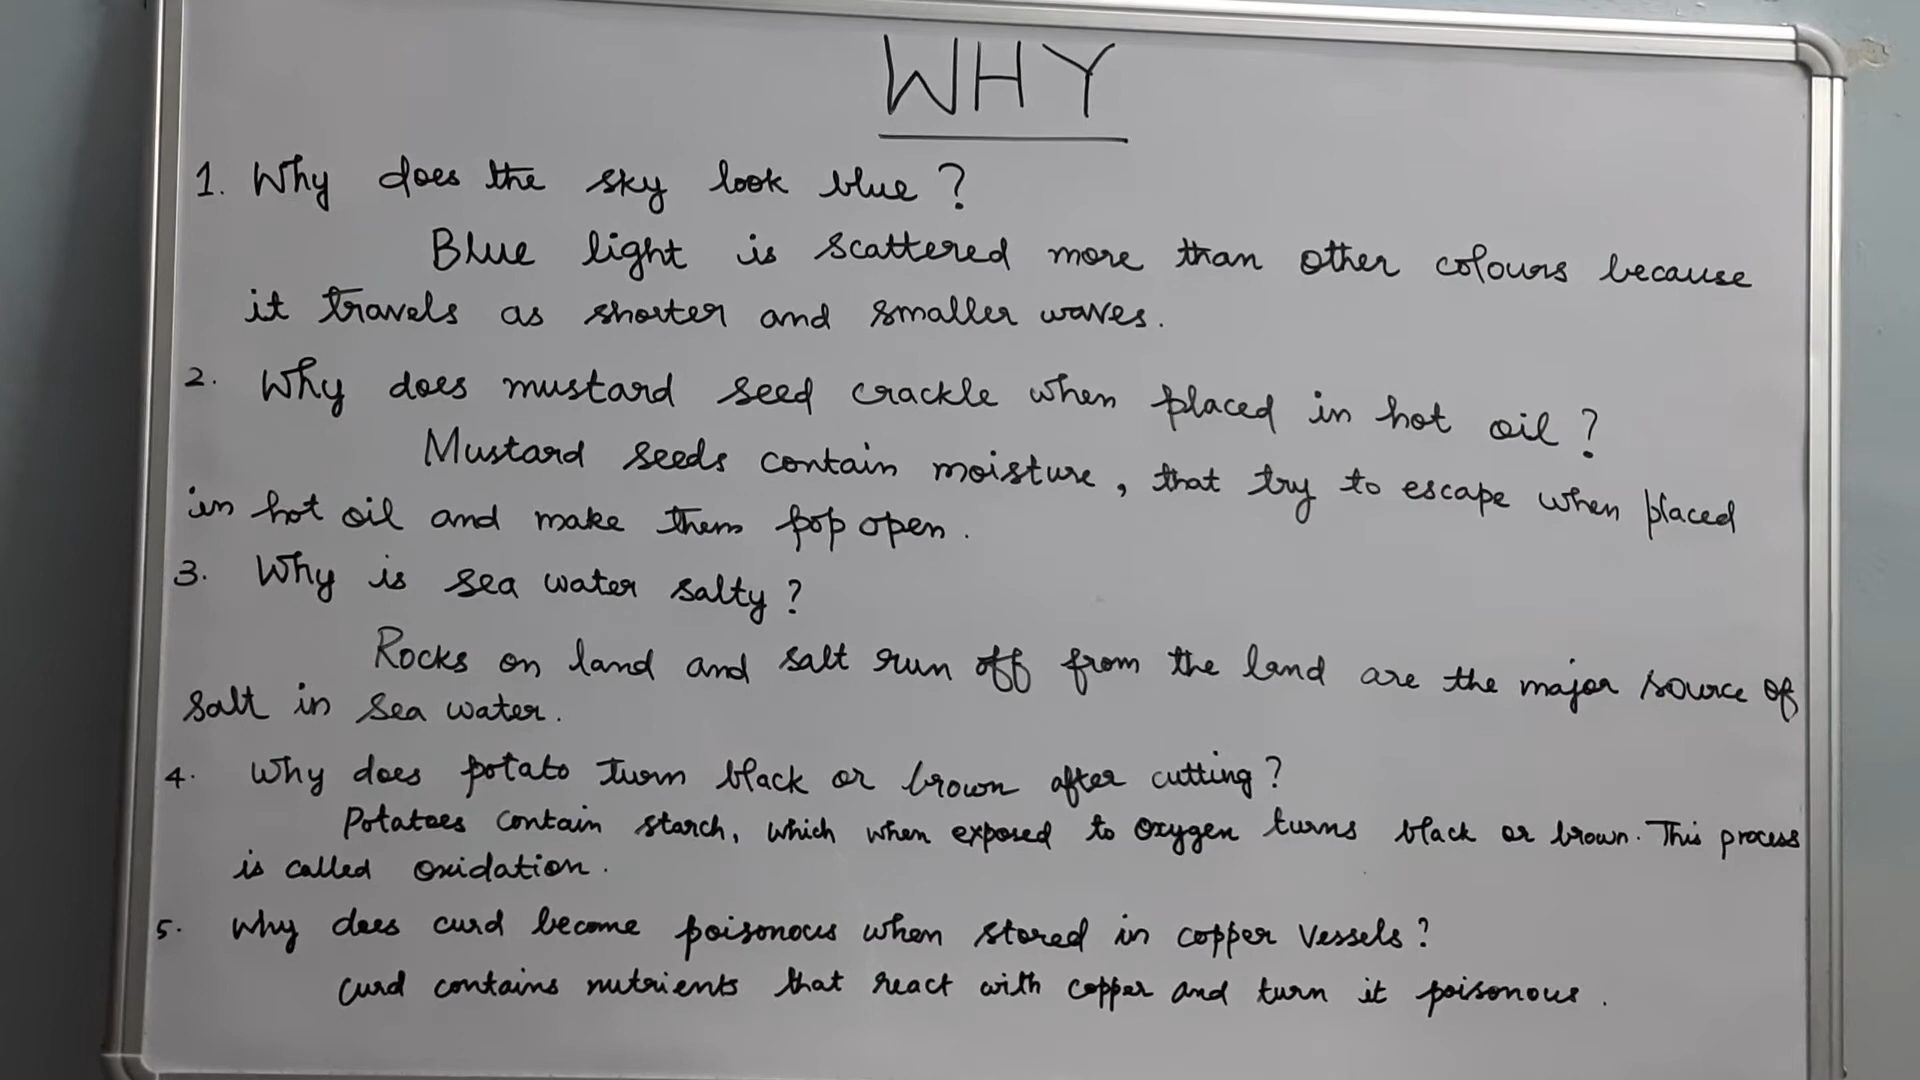 WHY
1. Why does the sky look blue?
Blue light is scattered more than other colours because
it travels as shorter and smaller waves.
2. Why does mustard seed crackle when placed in hot oil?
Mustard seeds contain moisture, that try to escape when placed
in hot oil and make them pop open.
3. Why is sea water salty?
Rocks on land and salt run off from the land are the major source of
salt in sea water.
4. Why does potato turn black or brown after cutting?
Potatoes contain starch, which when exposed to oxygen turns black or brown. This process
is called oxidation.
5. Why does curd become poisonous when stored in copper vessels?
curd contains nutrients that react with copper and turn it poisonous.